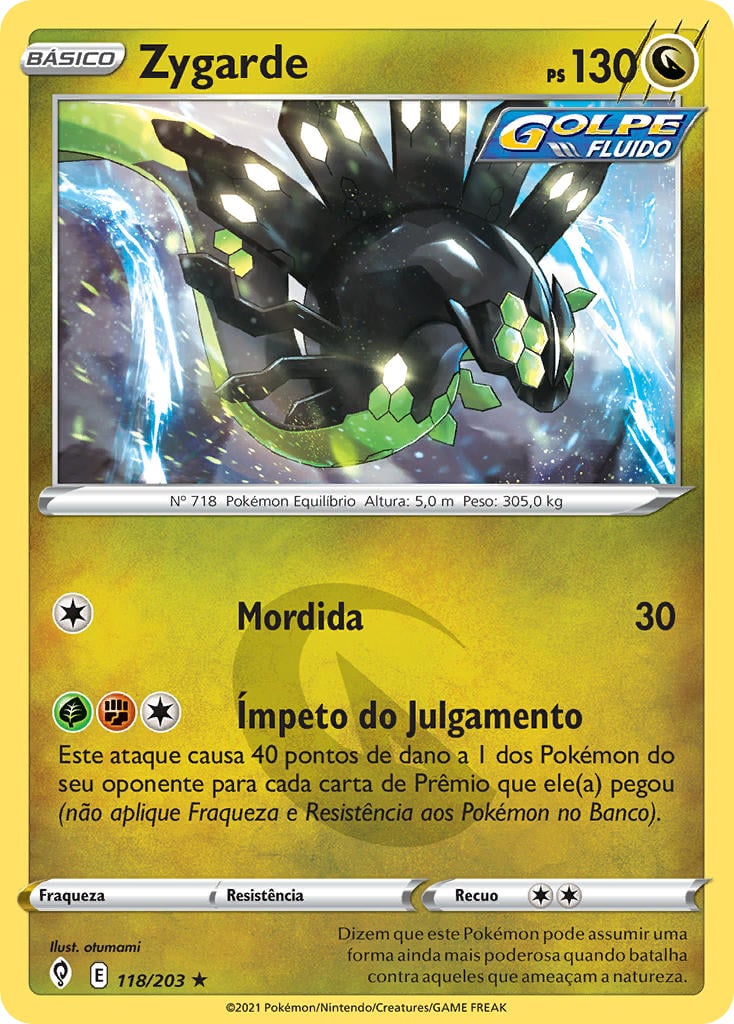 BÁSICO Zygarde PS 130
GOLPE
FLUIDO
Nº 718 Pokémon Equilíbrio Altura: 5,0 m Peso: 305,0 kg
Mordida 30
Ímpeto do Julgamento
Este ataque causa 40 pontos de dano a 1 dos Pokémon do
seu oponente para cada carta de Prêmio que ele(a) pegou
(não aplique Fraqueza e Resistência aos Pokémon no Banco).
Fraqueza Resistência Recuo
Ilust. otumami
E 118/203 ★
Dizem que este Pokémon pode assumir uma
forma ainda mais poderosa quando batalha
contra aqueles que ameaçam a natureza.
©2021 Pokémon/Nintendo/Creatures/GAME FREAK